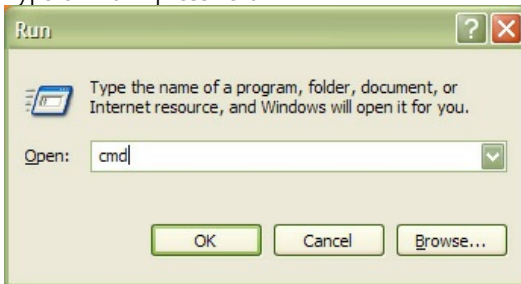 Run
Type the name of a program, folder, document, or
Internet resource, and Windows will open it for you.
Open: cmd
OK Cancel Browse...